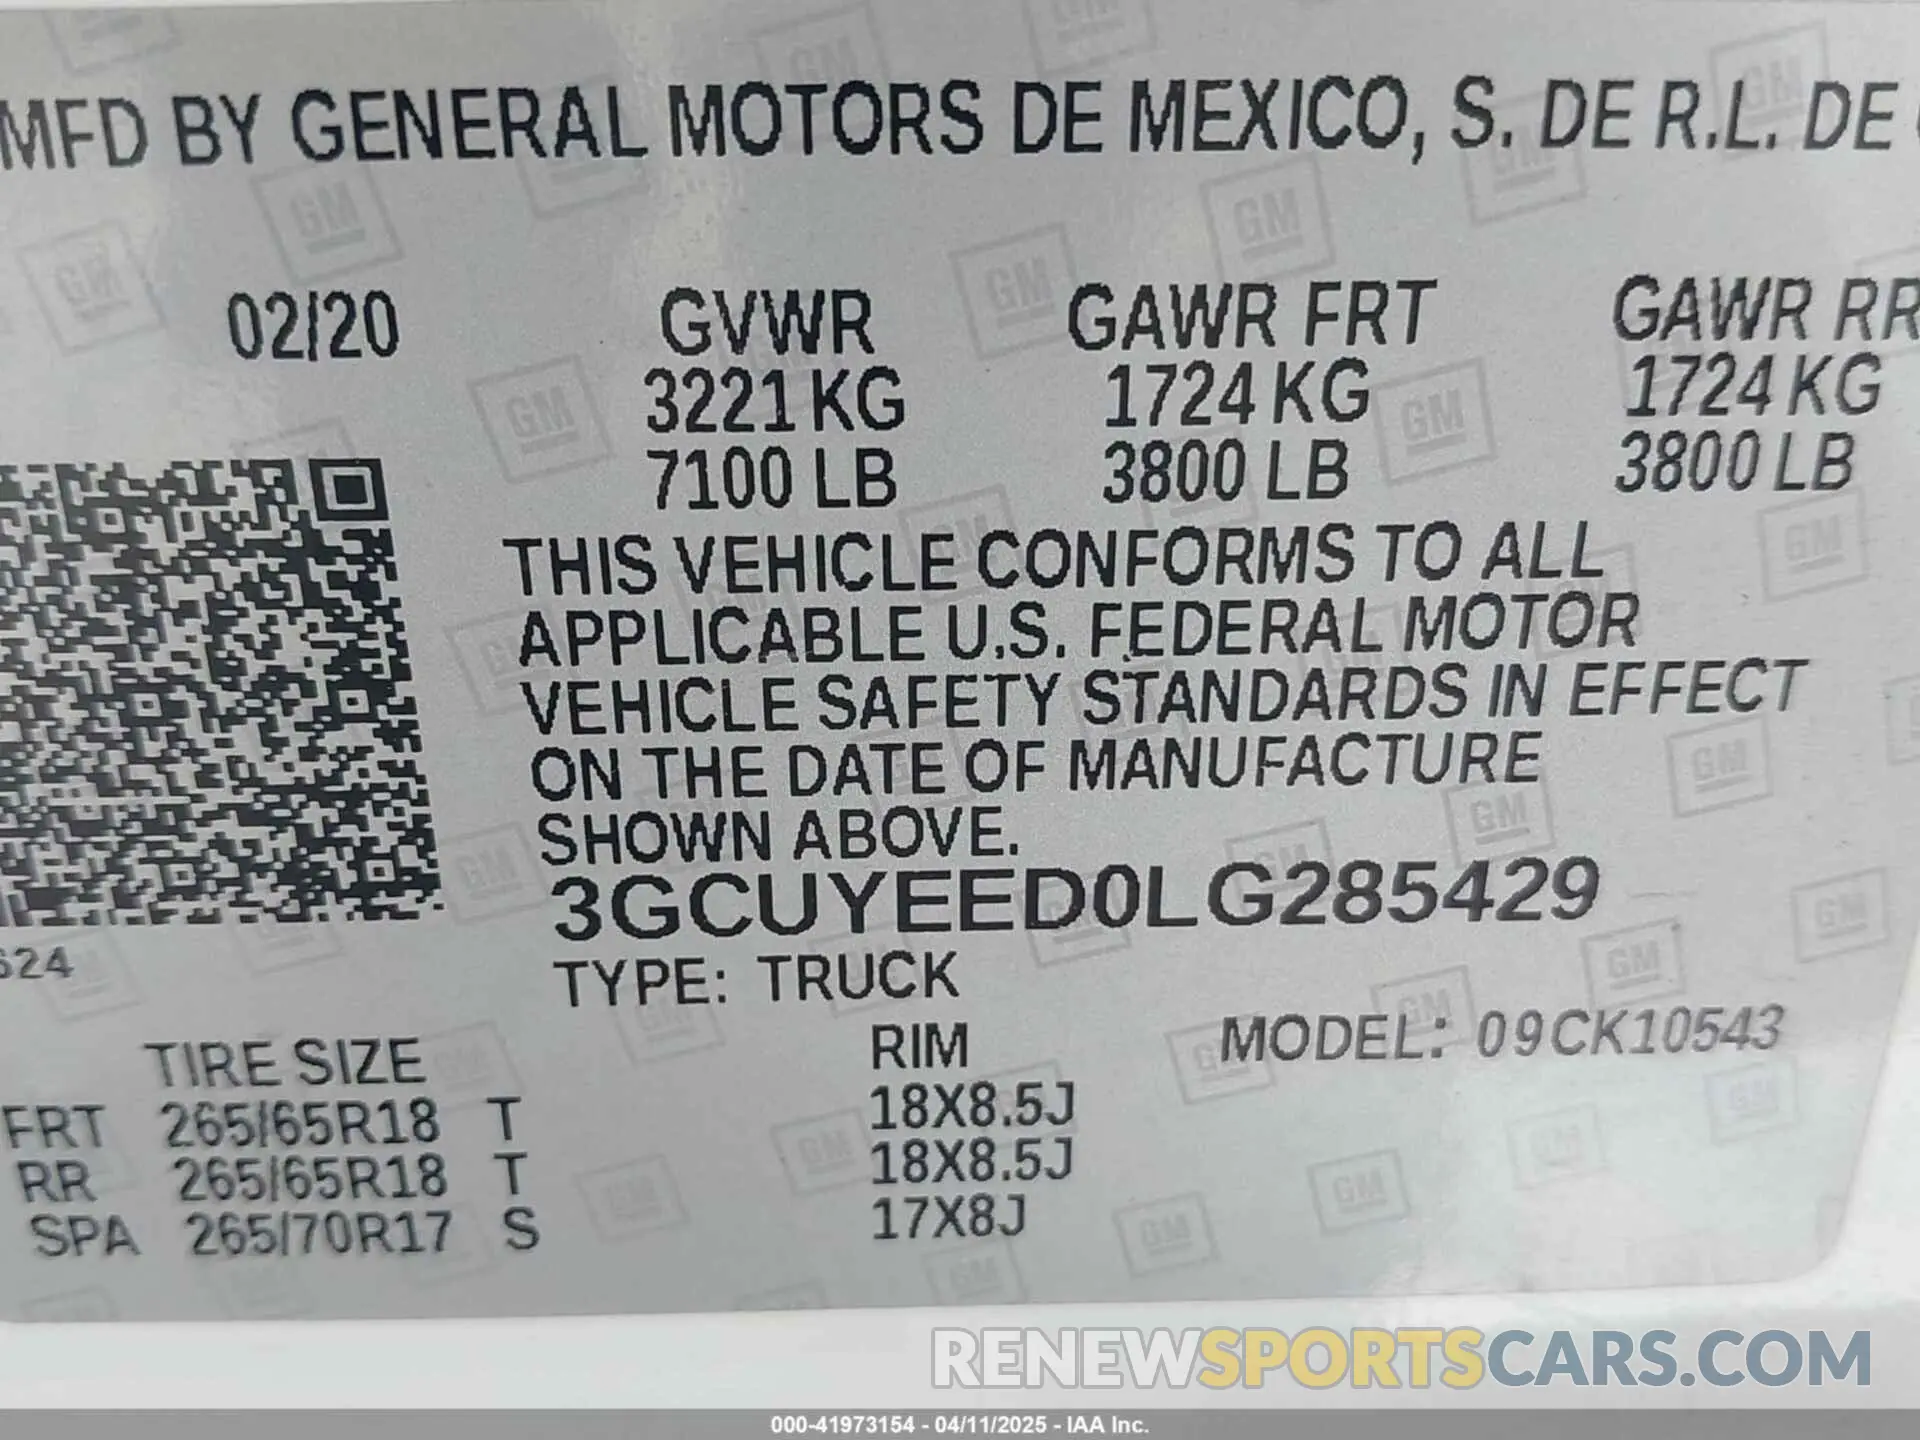 MFD BY GENERAL MOTORS DE MEXICO, S. DE R.L. DE
02/20 GVWR GAWR FRT GAWR RR
3221 KG 1724 KG 1724 KG
7100 LB 3800 LB 3800 LB
THIS VEHICLE CONFORMS TO ALL
APPLICABLE U.S. FEDERAL MOTOR
VEHICLE SAFETY STANDARDS IN EFFECT
ON THE DATE OF MANUFACTURE
SHOWN ABOVE.
3GCUYEED0LG285429
624
TYPE: TRUCK
MODEL: 09CK10543
TIRE SIZE RIM
FRT 265/65R18 T 18X8.5J
RR 265/65R18 T 18X8.5J
SPA 265/70R17 S 17X8J
GM
RENEWSPORTSCARS.COM
000-41973154 - 04/11/2025 - IAA Inc.